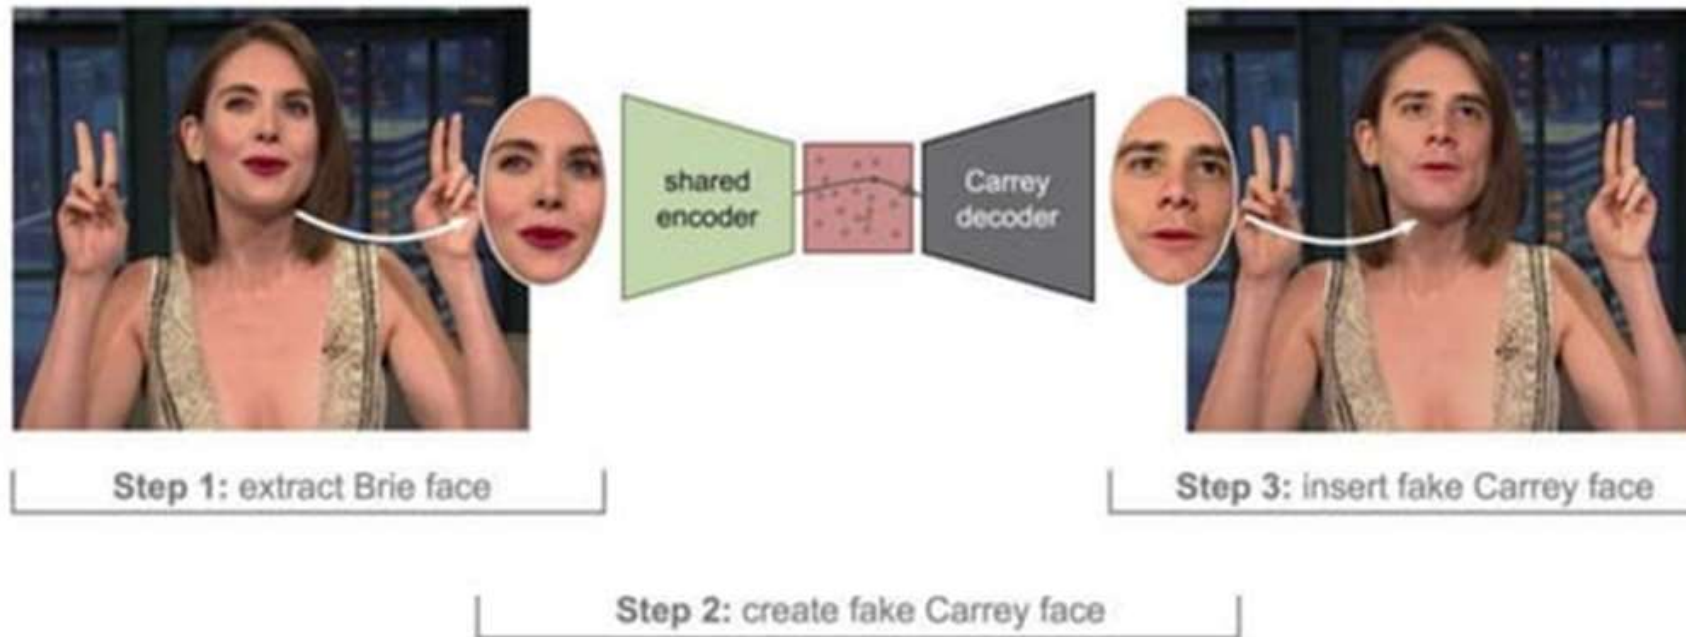 shared
encoder
Carrey
decoder
Step 1: extract Brie face
Step 3: insert fake Carrey face
Step 2: create fake Carrey face